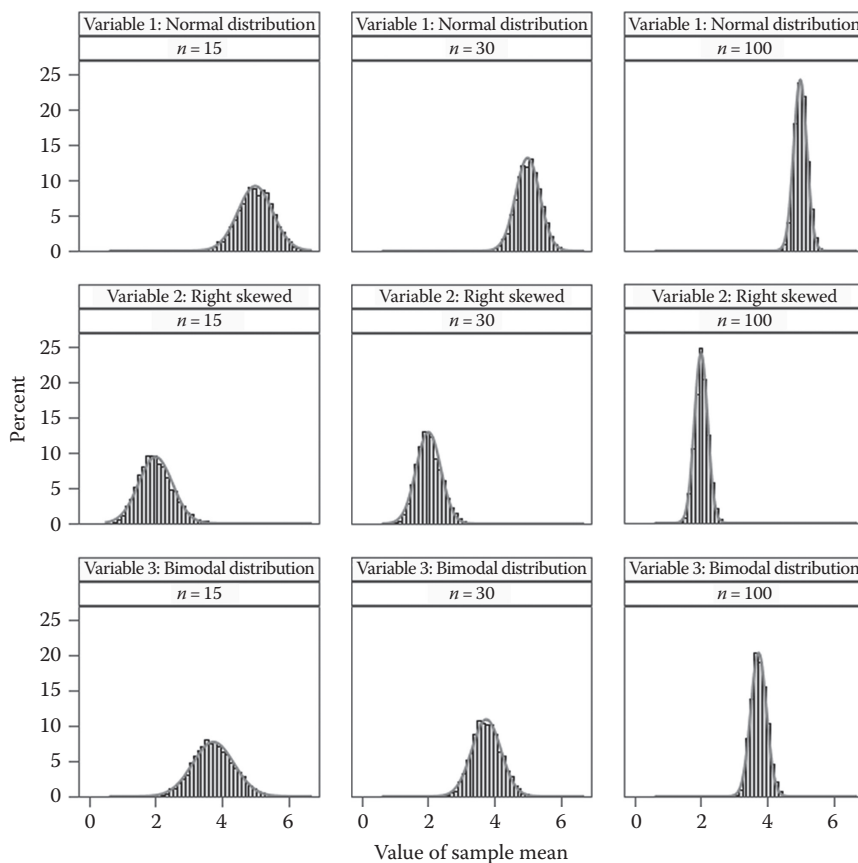 Variable 1: Normal distribution Variable 1: Normal distribution Variable 1: Normal distribution
n = 15 n = 30 n = 100
25
20
15
10
5
0
Variable 2: Right skewed Variable 2: Right skewed Variable 2: Right skewed
n = 15 n = 30 n = 100
Percent
25
20
15
10
5
0
Variable 3: Bimodal distribution Variable 3: Bimodal distribution Variable 3: Bimodal distribution
n = 15 n = 30 n = 100
25
20
15
10
5
0
0 2 4 6 0 2 4 6 0 2 4 6
Value of sample mean